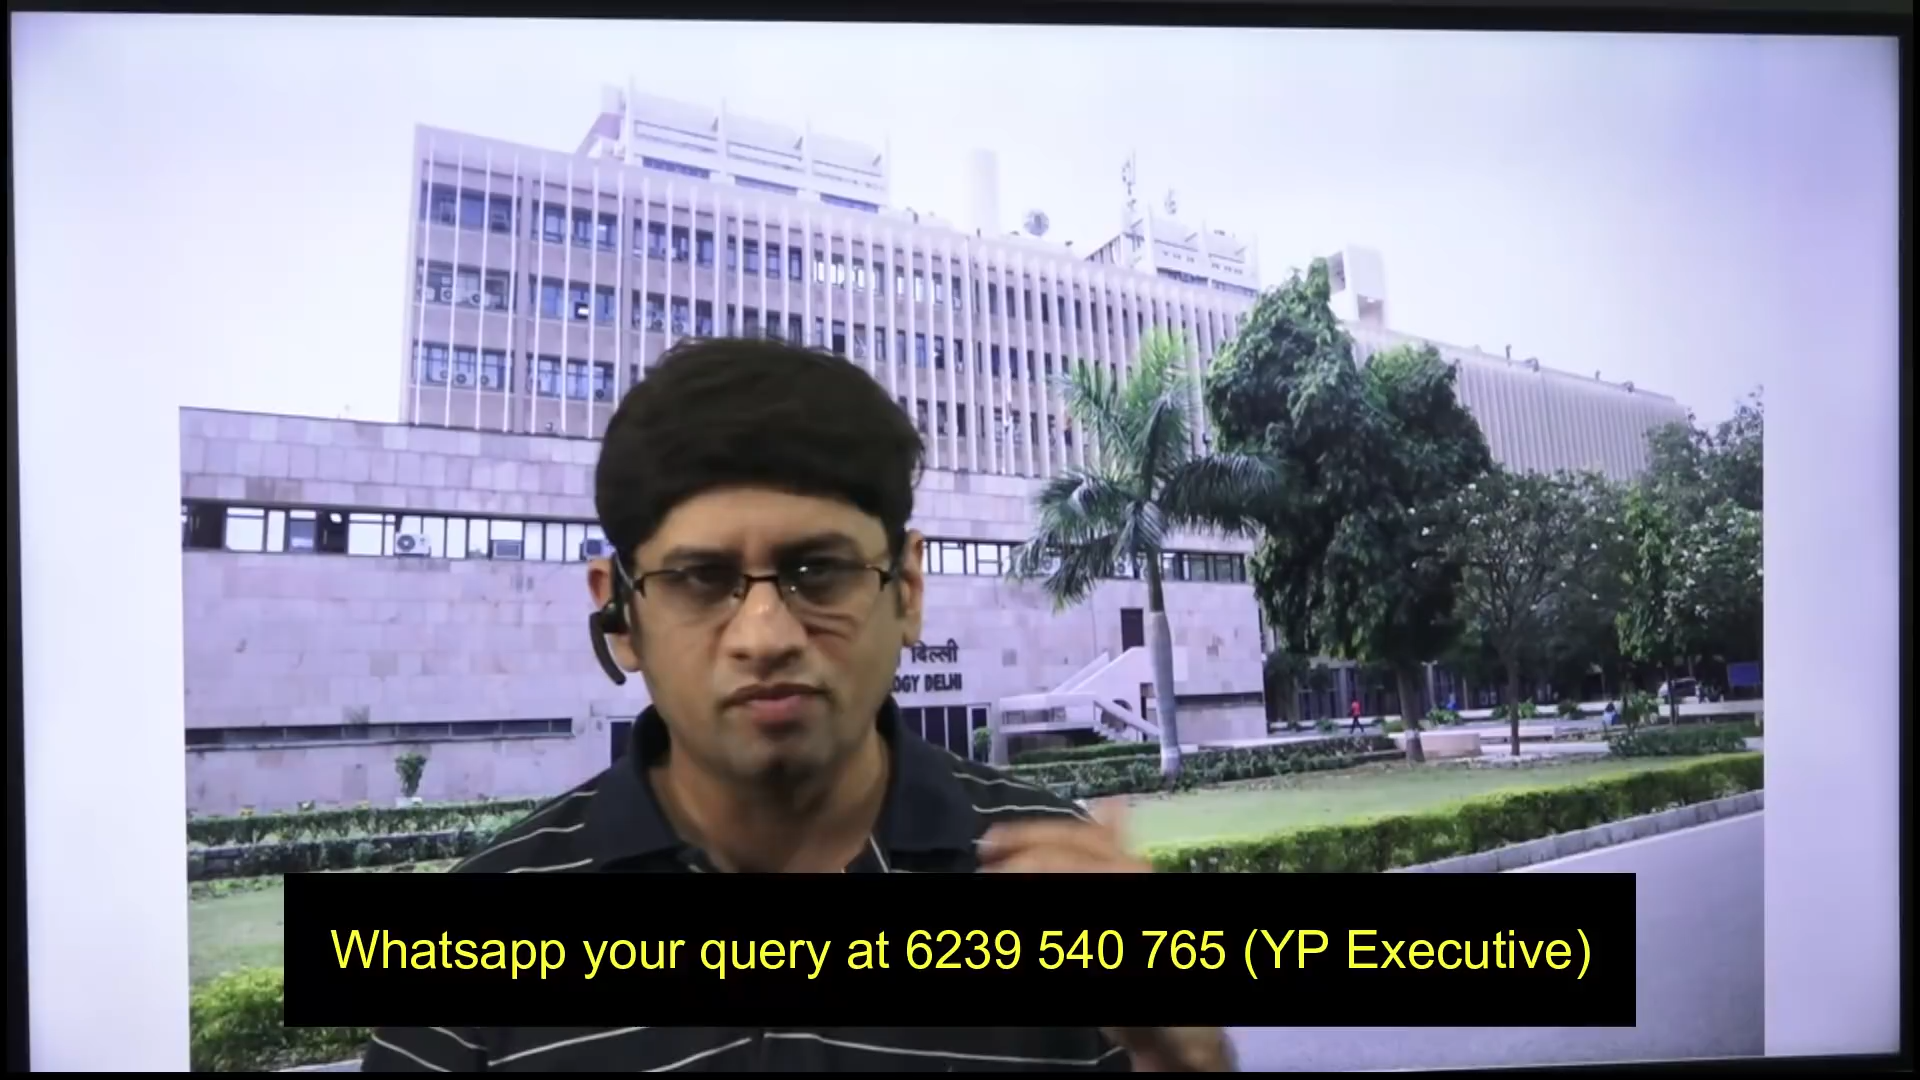 दिल्ली
OGY DELHI
Whatsapp your query at 6239 540 765 (YP Executive)